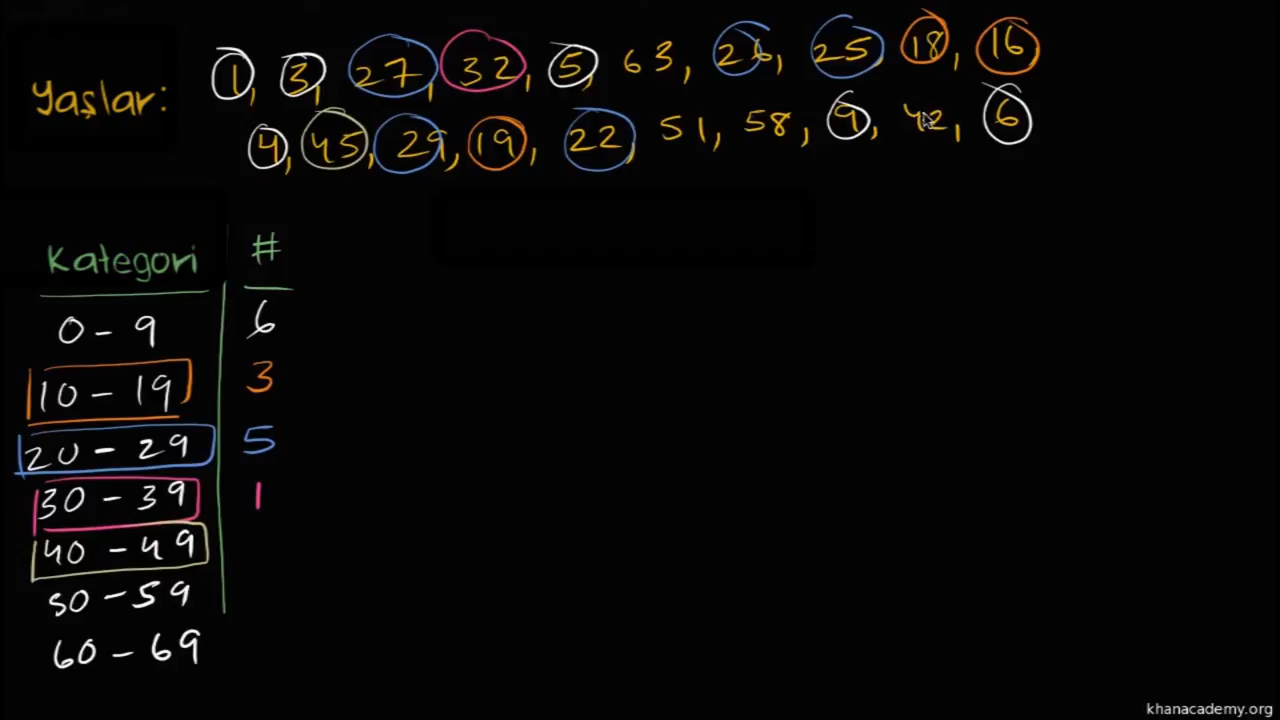 Yaşlar: 1, 3, 27, 32, 5, 63, 26, 25, 18, 16
4, 45, 29, 19, 22, 51, 58, 9, 42, 6
Kategori #
0 - 9 6
10 - 19 3
20 - 29 5
30 - 39 1
40 - 49
50 - 59
60 - 69
khanacademy.org